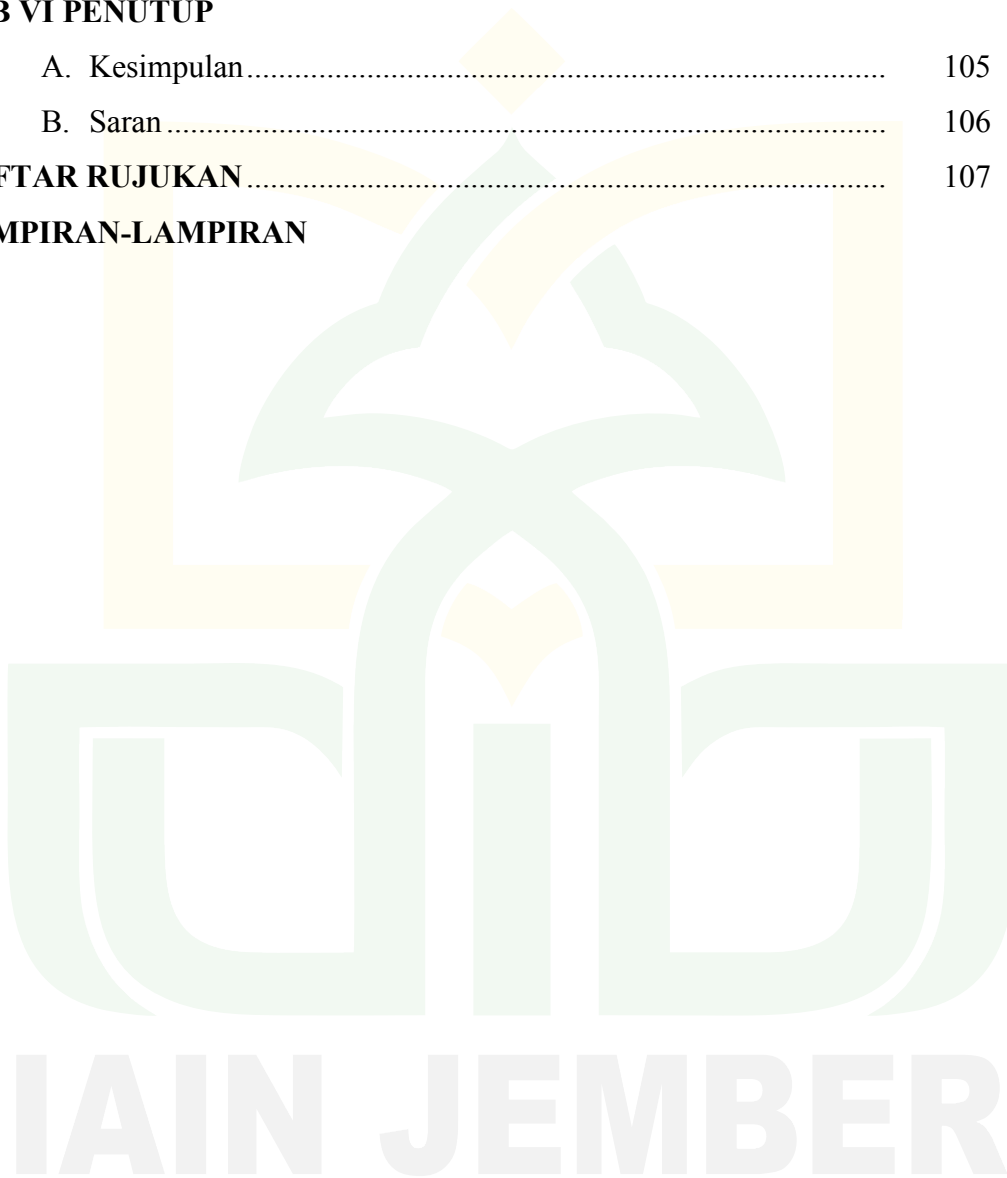 B VI PENUTUP
A. Kesimpulan................................................................................ 105
B. Saran.......................................................................................... 106
FTAR RUJUKAN................................................................................ 107
MPIRAN-LAMPIRAN
IAIN JEMBER